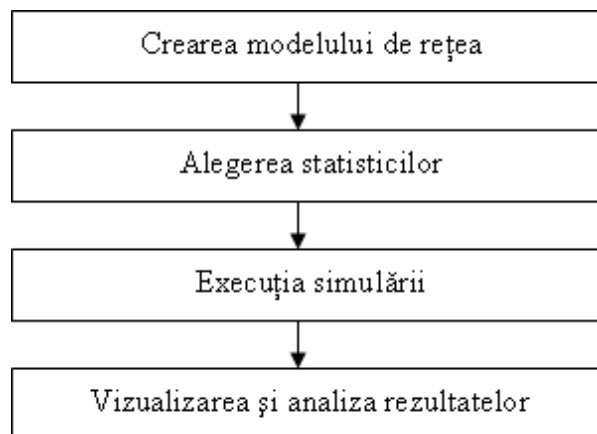 Crearea modelului de rețea
Alegerea statisticilor
Execuția simulării
Vizualizarea și analiza rezultatelor